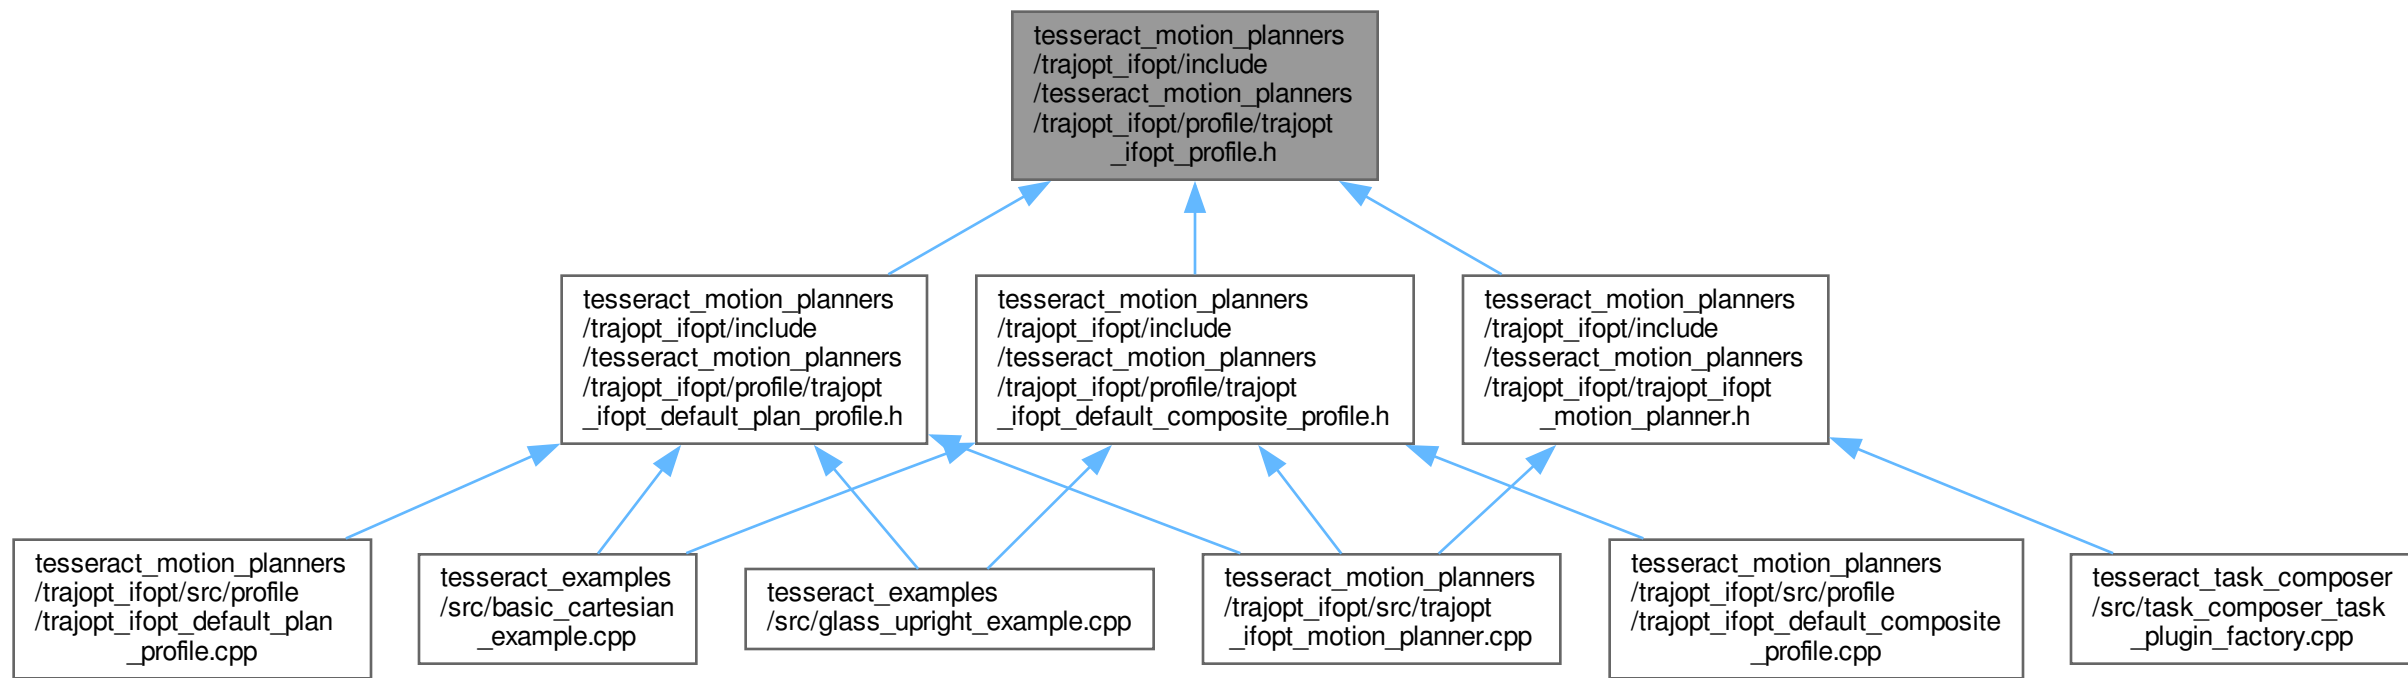 tesseract_motion_planners
/trajopt_ifopt/include
/tesseract_motion_planners
/trajopt_ifopt/profile/trajopt
_ifopt_profile.h
tesseract_motion_planners
/trajopt_ifopt/include
/tesseract_motion_planners
/trajopt_ifopt/profile/trajopt
_ifopt_default_plan_profile.h
tesseract_motion_planners
/trajopt_ifopt/include
/tesseract_motion_planners
/trajopt_ifopt/profile/trajopt
_ifopt_default_composite_profile.h
tesseract_motion_planners
/trajopt_ifopt/include
/tesseract_motion_planners
/trajopt_ifopt/trajopt_ifopt
_motion_planner.h
tesseract_motion_planners
/trajopt_ifopt/src/profile
/trajopt_ifopt_default_plan
_profile.cpp
tesseract_examples
/src/basic_cartesian
_example.cpp
tesseract_examples
/src/glass_upright_example.cpp
tesseract_motion_planners
/trajopt_ifopt/src/trajopt
_ifopt_motion_planner.cpp
tesseract_motion_planners
/trajopt_ifopt/src/profile
/trajopt_ifopt_default_composite
_profile.cpp
tesseract_task_composer
/src/task_composer_task
_plugin_factory.cpp